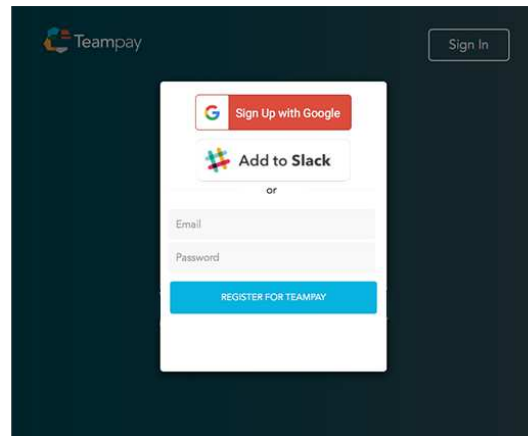 Teampay
Sign In
Sign Up with Google
Add to Slack
or
Email
Password
REGISTER FOR TEAMPAY